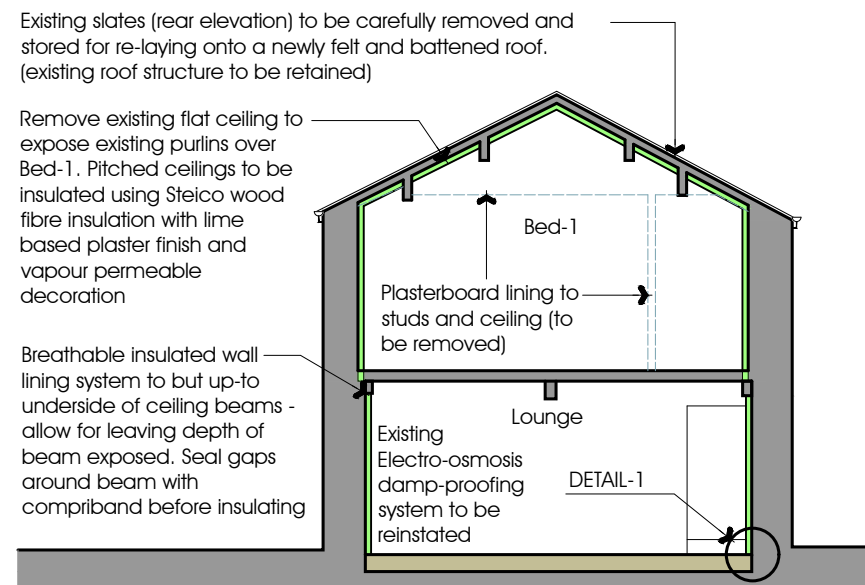 Existing slates (rear elevation) to be carefully removed and
stored for re-laying onto a newly felt and battened roof.
(existing roof structure to be retained)
Remove existing flat ceiling to
expose existing purlins over
Bed-1. Pitched ceilings to be
insulated using Steico wood
fibre insulation with lime
based plaster finish and
vapour permeable
decoration
Bed-1
Plasterboard lining to
studs and ceiling (to
be removed)
Breathable insulated wall
lining system to but up-to
underside of ceiling beams -
allow for leaving depth of
beam exposed. Seal gaps
around beam with
compriband before insulating
Lounge
Existing
Electro-osmosis
damp-proofing
system to be
reinstated
DETAIL-1